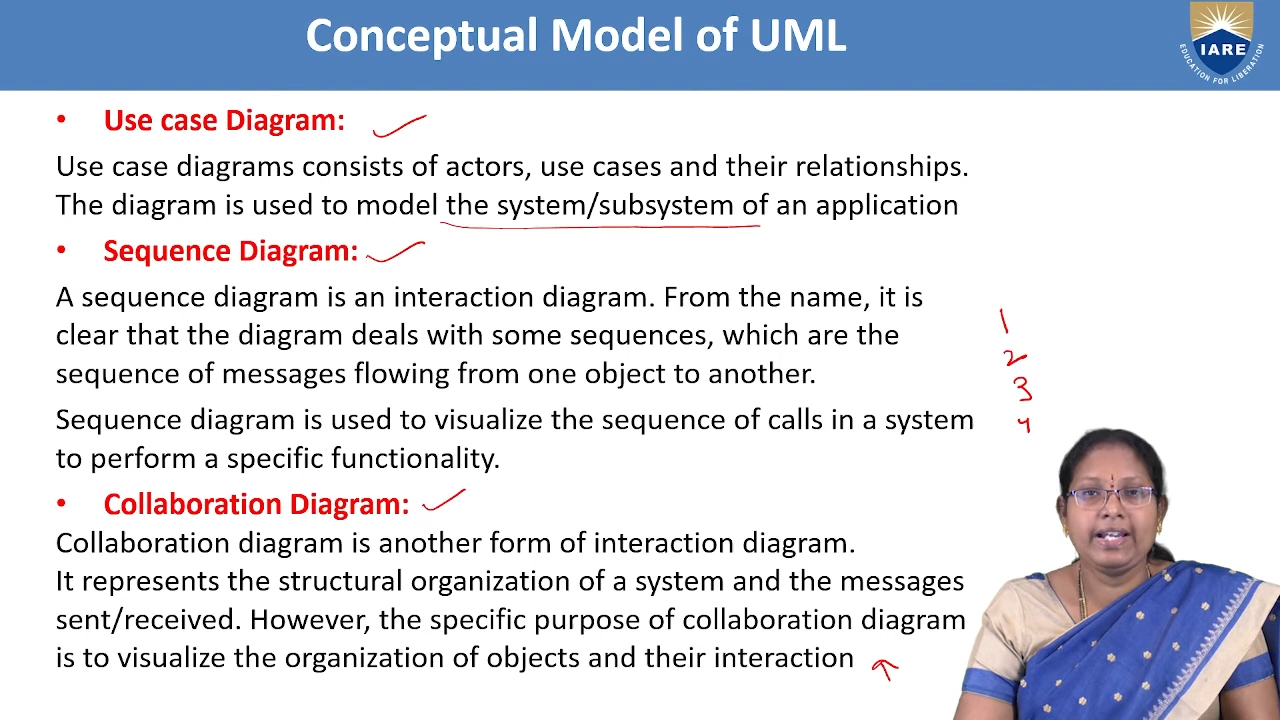 Conceptual Model of UML
IARE
EDUCATION FOR LIBERATION
• Use case Diagram:
Use case diagrams consists of actors, use cases and their relationships.
The diagram is used to model the system/subsystem of an application
• Sequence Diagram:
A sequence diagram is an interaction diagram. From the name, it is
clear that the diagram deals with some sequences, which are the
sequence of messages flowing from one object to another.
Sequence diagram is used to visualize the sequence of calls in a system
to perform a specific functionality.
1
2
3
4
• Collaboration Diagram:
Collaboration diagram is another form of interaction diagram.
It represents the structural organization of a system and the messages
sent/received. However, the specific purpose of collaboration diagram
is to visualize the organization of objects and their interaction